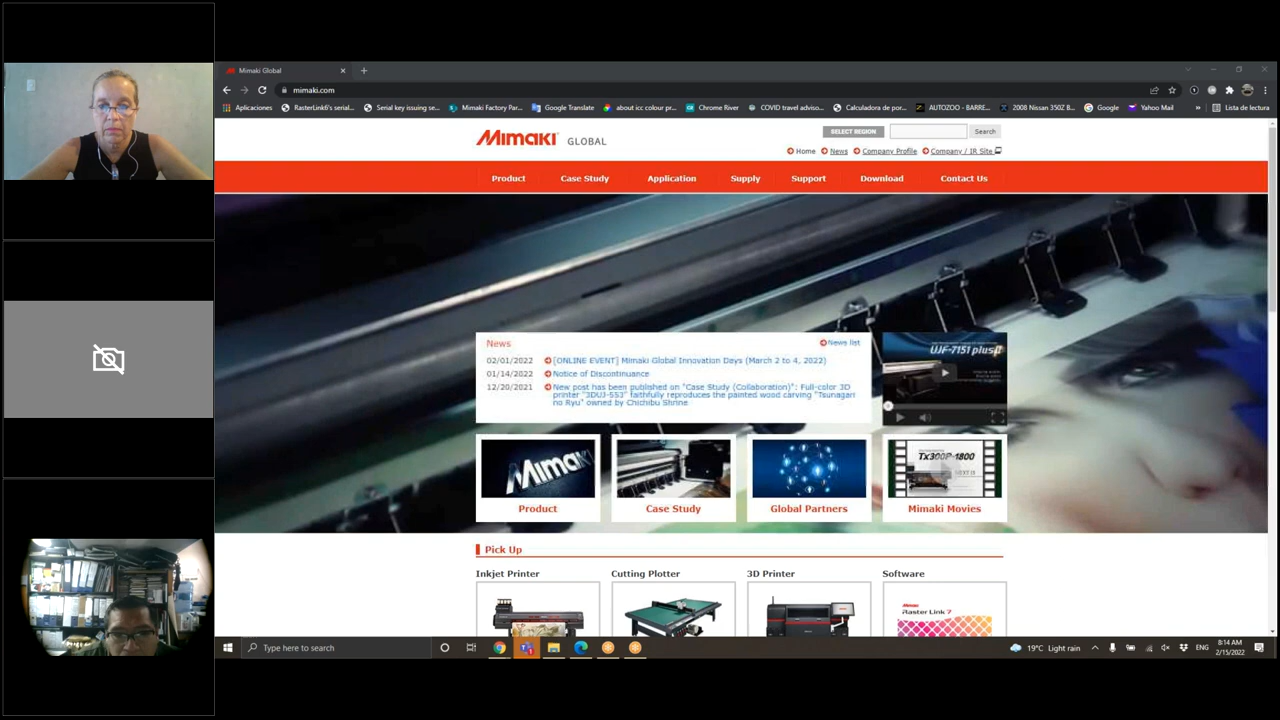 Mimaki Global
mimaki.com
Aplicaciones
RasterLink6's serial...
Serial key issuing se...
Mimaki Factory Par...
Google Translate
about icc colour pr...
Chrome River
COVID travel adviso...
Calculadora de por...
AUTOZOO - BARRE...
2008 Nissan 350Z B...
Google
Yahoo Mail
»
Lista de lectura
Mimaki GLOBAL
SELECT REGION
Search
Home
News
Company Profile
Company / IR Site
Product
Case Study
Application
Supply
Support
Download
Contact Us
News
News list
02/01/2022 [ONLINE EVENT] Mimaki Global Innovation Days (March 2 to 4, 2022)
01/14/2022 Notice of Discontinuance
12/20/2021 New post has been published on "Case Study (Collaboration)": Full-color 3D
printer "3DUJ-553" faithfully reproduces the painted wood carving "Tsunagari
no Ryu" owned by Chichibu Shrine
UJF-7151 plusII
Mimaki
Tx300P-1800
Product
Case Study
Global Partners
Mimaki Movies
Pick Up
Inkjet Printer
Cutting Plotter
3D Printer
Software
Mimaki
Raster Link 7
Type here to search
19°C Light rain
ENG
8:14 AM
2/15/2022